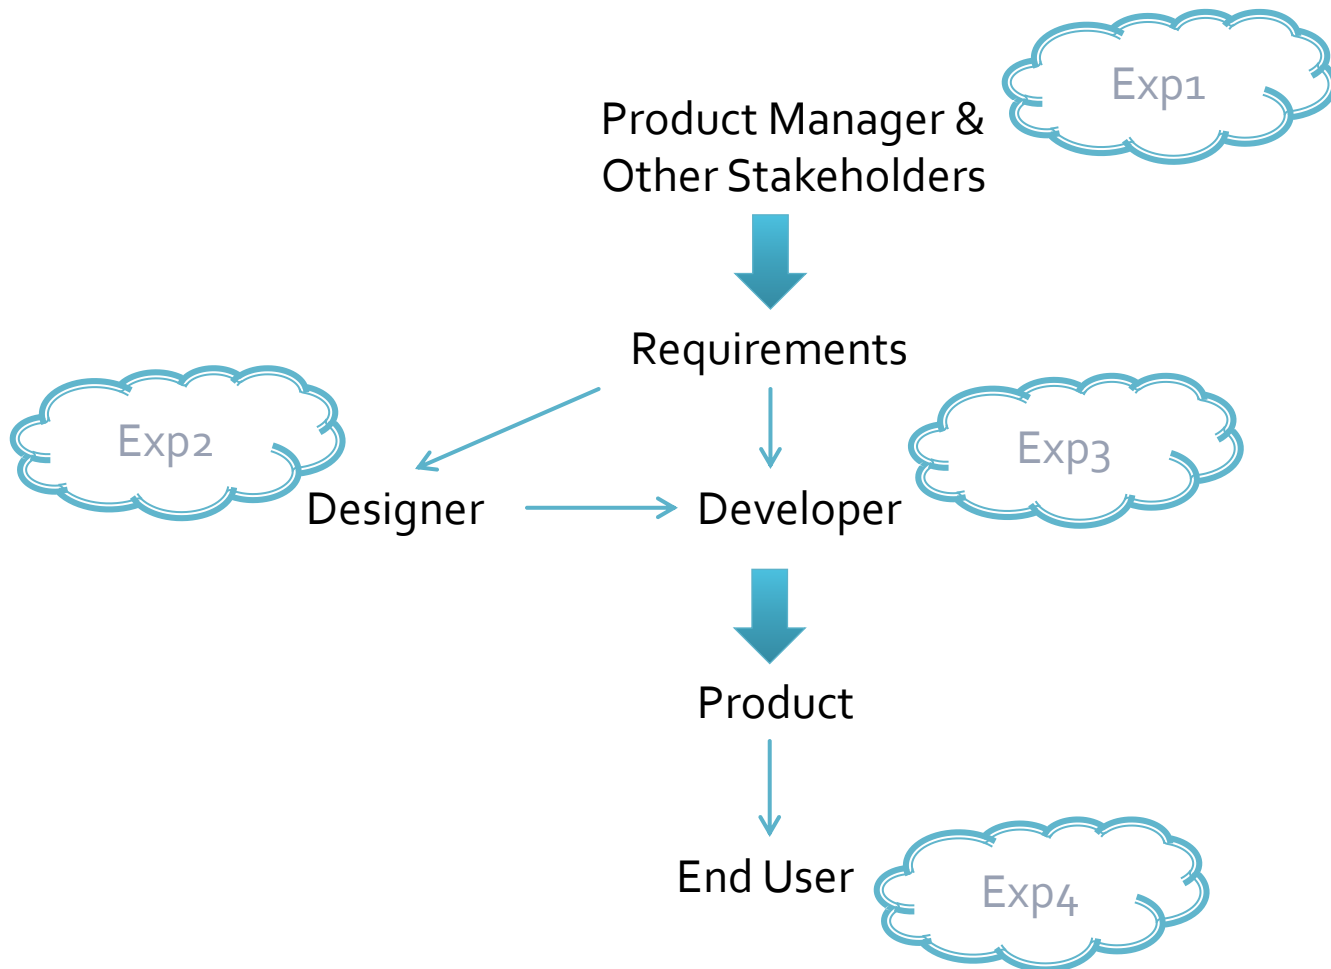 Exp1
Product Manager &
Other Stakeholders
Requirements
Exp2
Exp3
Designer
Developer
Product
End User
Exp4